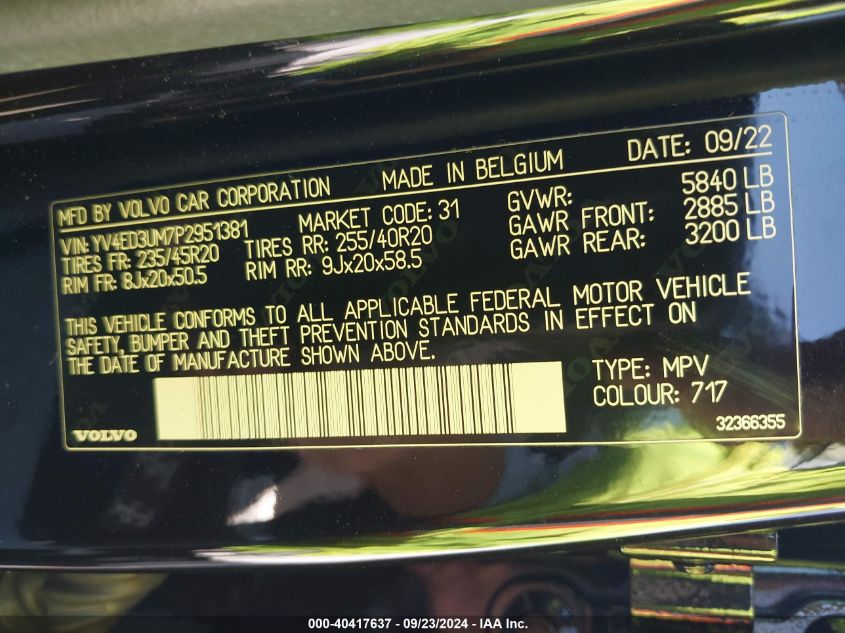 MFD BY VOLVO CAR CORPORATION MADE IN BELGIUM DATE: 09/22
VIN: YV4ED3UM7P2951381 MARKET CODE: 31 GVWR: 5840 LB
TIRES FR: 235/45R20 TIRES RR: 255/40R20 GAWR FRONT: 2885 LB
RIM FR: 8Jx20x50.5 RIM RR: 9Jx20x58.5 GAWR REAR: 3200 LB
THIS VEHICLE CONFORMS TO ALL APPLICABLE FEDERAL MOTOR VEHICLE
SAFETY, BUMPER AND THEFT PREVENTION STANDARDS IN EFFECT ON
THE DATE OF MANUFACTURE SHOWN ABOVE.
TYPE: MPV
COLOUR: 717
VOLVO 32366355
000-40417637 - 09/23/2024 - IAA Inc.